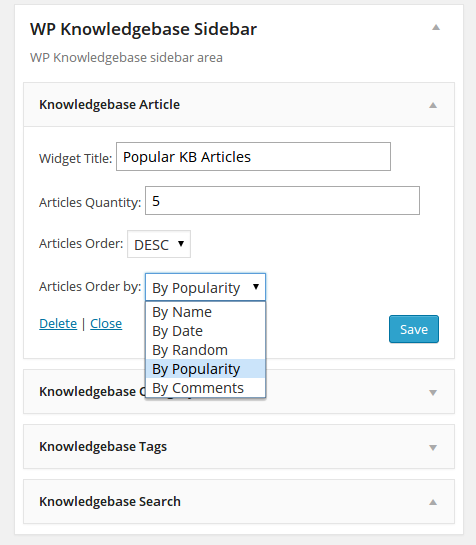 WP Knowledgebase Sidebar
WP Knowledgebase sidebar area
Knowledgebase Article
Widget Title: Popular KB Articles
Articles Quantity: 5
Articles Order: DESC
Articles Order by: By Popularity
By Name
By Date
By Random
By Popularity
By Comments
Delete | Close
Save
Knowledgebase
Knowledgebase Tags
Knowledgebase Search